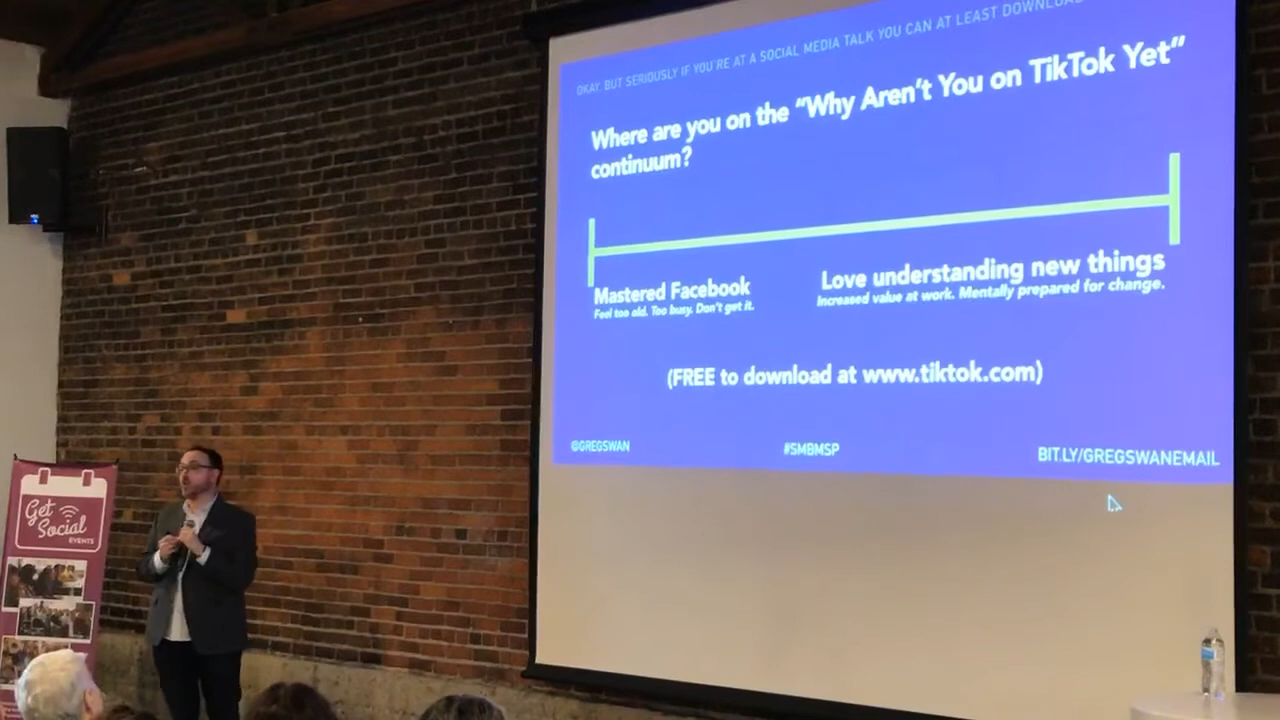 OKAY. BUT SERIOUSLY IF YOU'RE AT A SOCIAL MEDIA TALK YOU CAN AT LEAST DOWNLOAD
Where are you on the "Why Aren't You on TikTok Yet"
continuum?
Mastered Facebook
Feel too old. Too busy. Don't get it.
Love understanding new things
Increased value at work. Mentally prepared for change.
(FREE to download at www.tiktok.com)
@GREGSWAN
#SMBMSP
BIT.LY/GREGSWANEMAIL
Get
Social
EVENTS